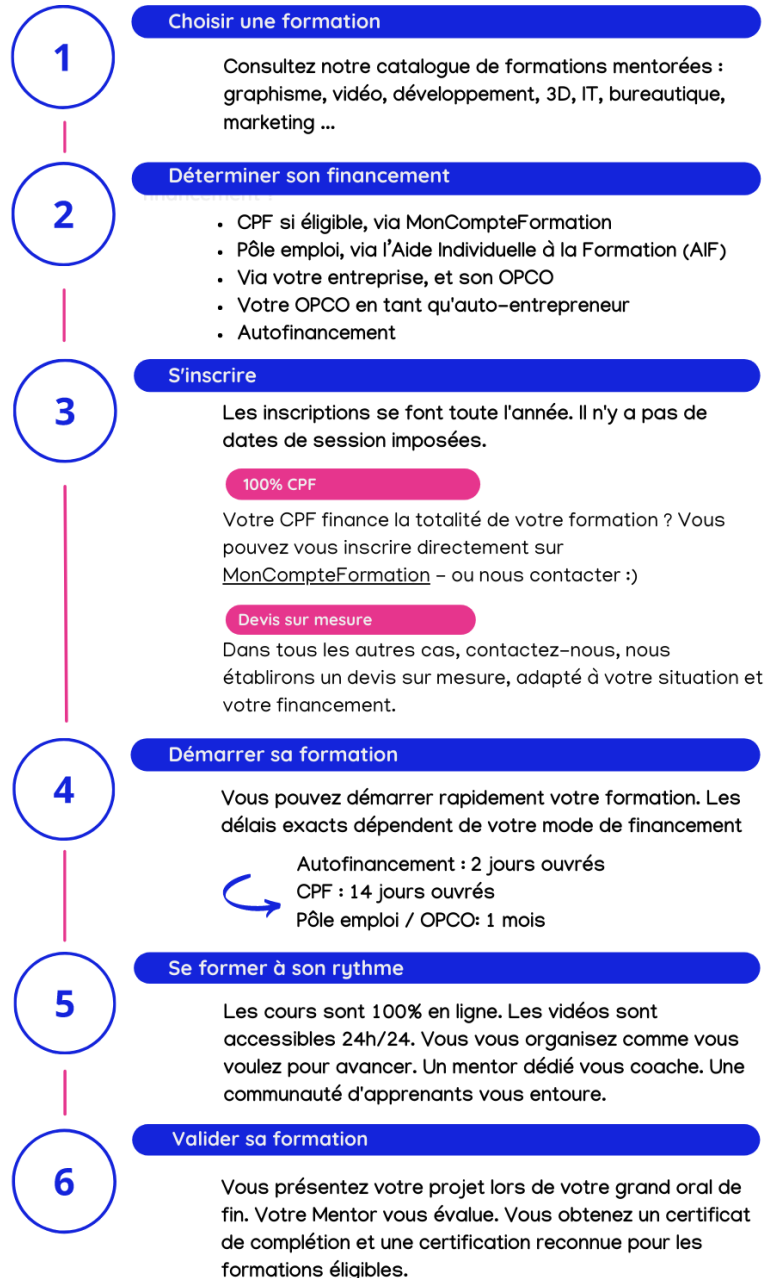 1
Choisir une formation
Consultez notre catalogue de formations mentorées :
graphisme, vidéo, développement, 3D, IT, bureautique,
marketing ...
2
Déterminer son financement
financement ?
• CPF si éligible, via MonCompteFormation
• Pôle emploi, via l'Aide Individuelle à la Formation (AIF)
• Via votre entreprise, et son OPCO
• Votre OPCO en tant qu'auto-entrepreneur
• Autofinancement
3
S'inscrire
Les inscriptions se font toute l'année. Il n'y a pas de
dates de session imposées.
100% CPF
Votre CPF finance la totalité de votre formation ? Vous
pouvez vous inscrire directement sur
MonCompteFormation - ou nous contacter :)
Devis sur mesure
Dans tous les autres cas, contactez-nous, nous
établirons un devis sur mesure, adapté à votre situation et
votre financement.
4
Démarrer sa formation
Vous pouvez démarrer rapidement votre formation. Les
délais exacts dépendent de votre mode de financement
Autofinancement : 2 jours ouvrés
CPF : 14 jours ouvrés
Pôle emploi / OPCO: 1 mois
5
Se former à son rythme
Les cours sont 100% en ligne. Les vidéos sont
accessibles 24h/24. Vous vous organisez comme vous
voulez pour avancer. Un mentor dédié vous coache. Une
communauté d'apprenants vous entoure.
6
Valider sa formation
Vous présentez votre projet lors de votre grand oral de
fin. Votre Mentor vous évalue. Vous obtenez un certificat
de complétion et une certification reconnue pour les
formations éligibles.